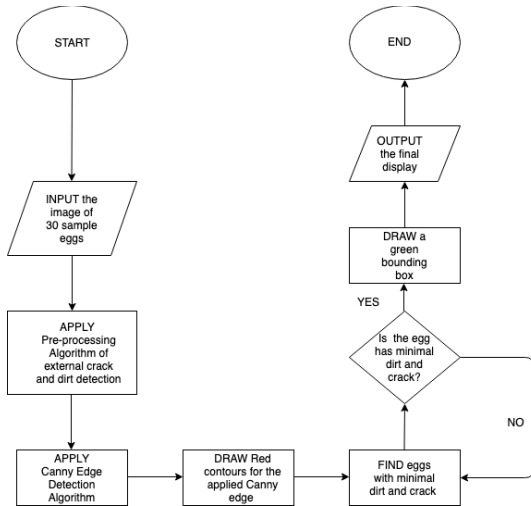 START
INPUT the
image of
30 sample
eggs
APPLY
Pre-processing
Algorithm of
external crack
and dirt detection
APPLY
Canny Edge
Detection
Algorithm
DRAW Red
contours for the
applied Canny
edge
FIND eggs
with minimal
dirt and crack
Is the egg
has minimal
dirt and
crack?
NO
YES
DRAW a
green
bounding
box
OUTPUT
the final
display
END